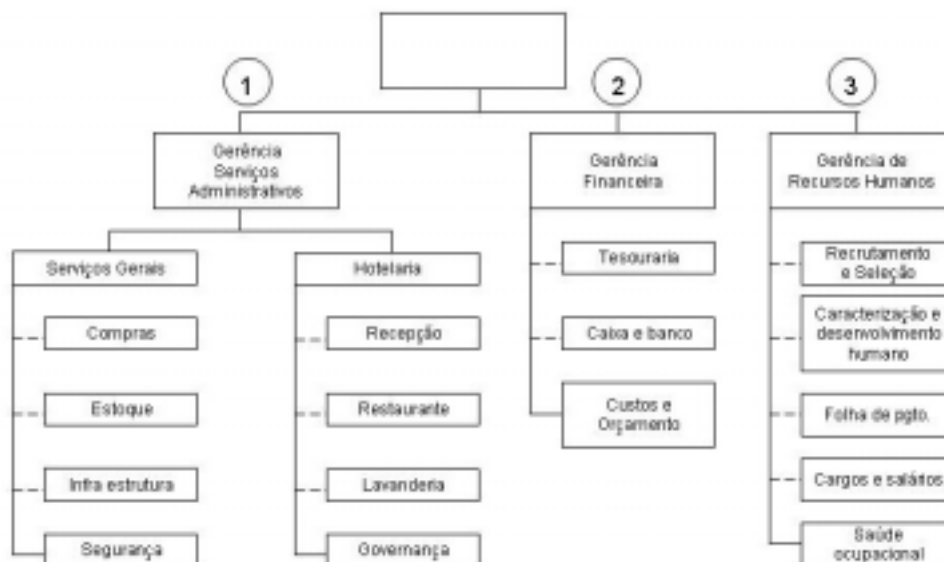 1
2
3
Gerência
Serviços
Administrativos
Gerência
Financeira
Gerência de
Recursos Humanos
Serviços Gerais
Compras
Estoque
Infra estrutura
Segurança
Hotelaria
Recepção
Restaurante
Lavanderia
Governança
Tesouraria
Caixa e banco
Custos e
Orçamento
Recrutamento
e Seleção
Caracterização e
desenvolvimento
humano
Folha de pgto.
Cargos e salários
Saúde
ocupacional